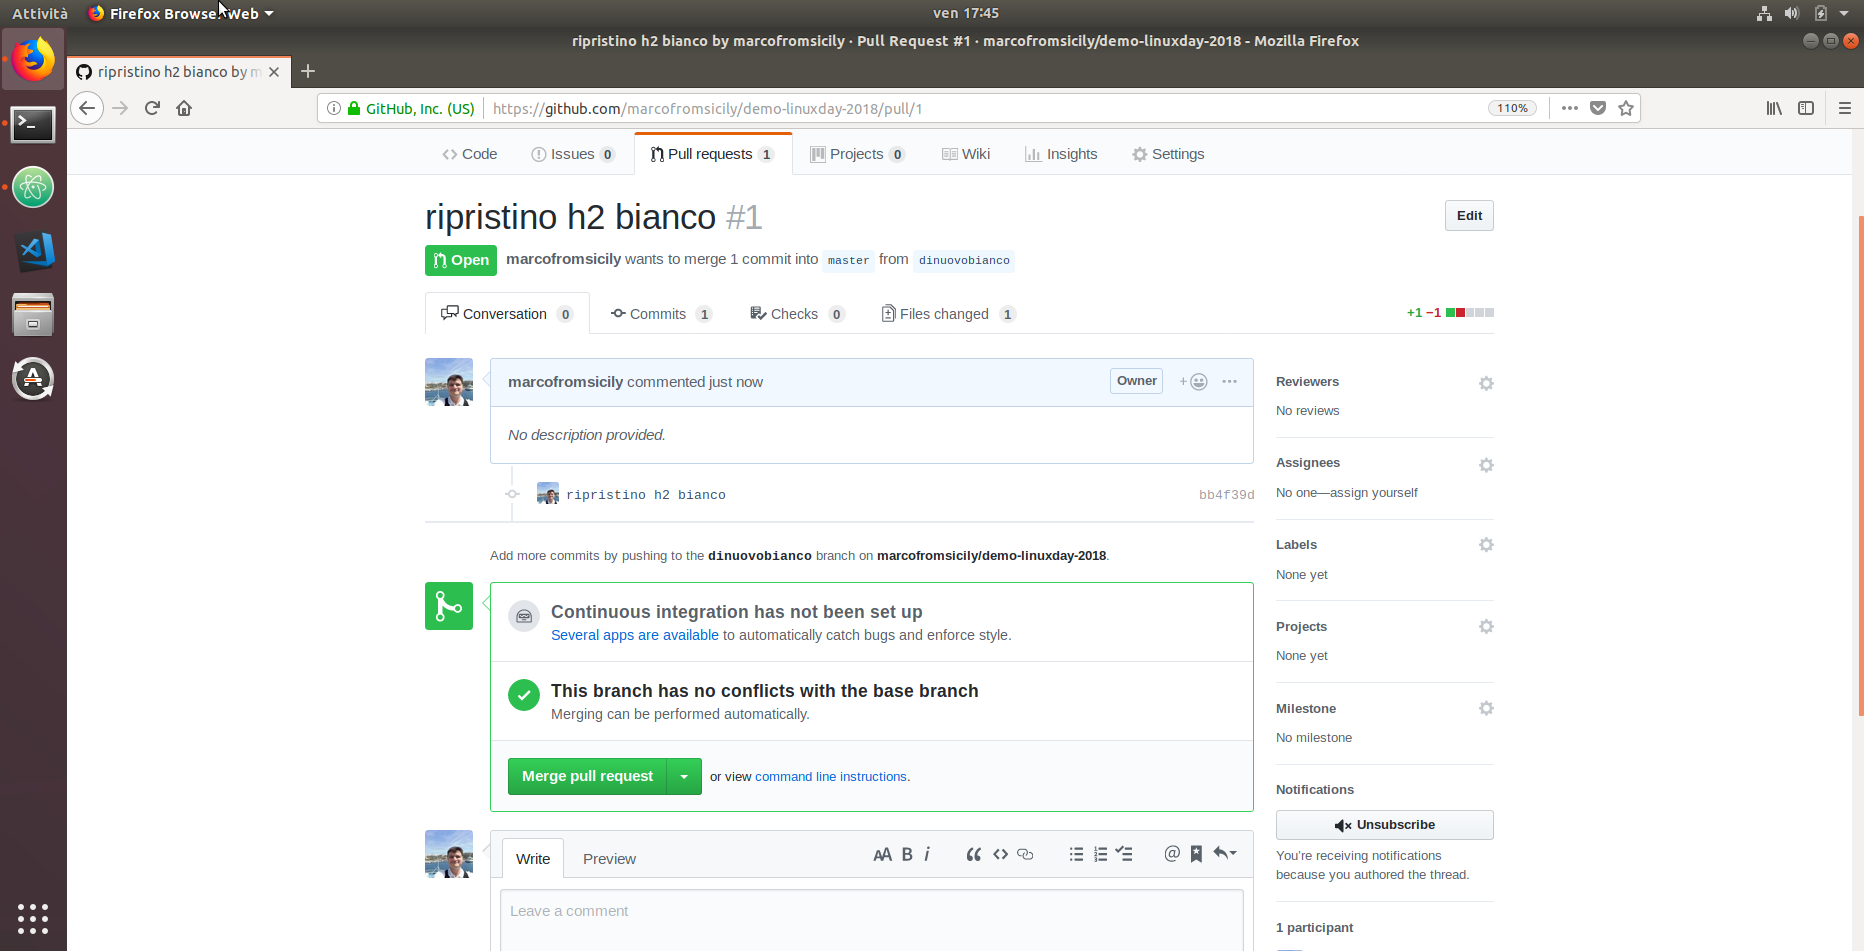 Attività Firefox Browser Web ven 17:45
ripristino h2 bianco by marcofromsicily · Pull Request #1 · marcofromsicily/demo-linuxday-2018 - Mozilla Firefox
ripristino h2 bianco by m
GitHub, Inc. (US) https://github.com/marcofromsicily/demo-linuxday-2018/pull/1 110%
Code Issues 0 Pull requests 1 Projects 0 Wiki Insights Settings
ripristino h2 bianco #1 Edit
Open marcofromsicily wants to merge 1 commit into master from dinuovobianco
Conversation 0 Commits 1 Checks 0 Files changed 1 +1 −1
marcofromsicily commented just now Owner
No description provided.
ripristino h2 bianco bb4f39d
Add more commits by pushing to the dinuovobianco branch on marcofromsicily/demo-linuxday-2018.
Continuous integration has not been set up
Several apps are available to automatically catch bugs and enforce style.
This branch has no conflicts with the base branch
Merging can be performed automatically.
Merge pull request or view command line instructions.
Write Preview
Leave a comment
Reviewers
No reviews
Assignees
No one—assign yourself
Labels
None yet
Projects
None yet
Milestone
No milestone
Notifications
Unsubscribe
You're receiving notifications
because you authored the thread.
1 participant